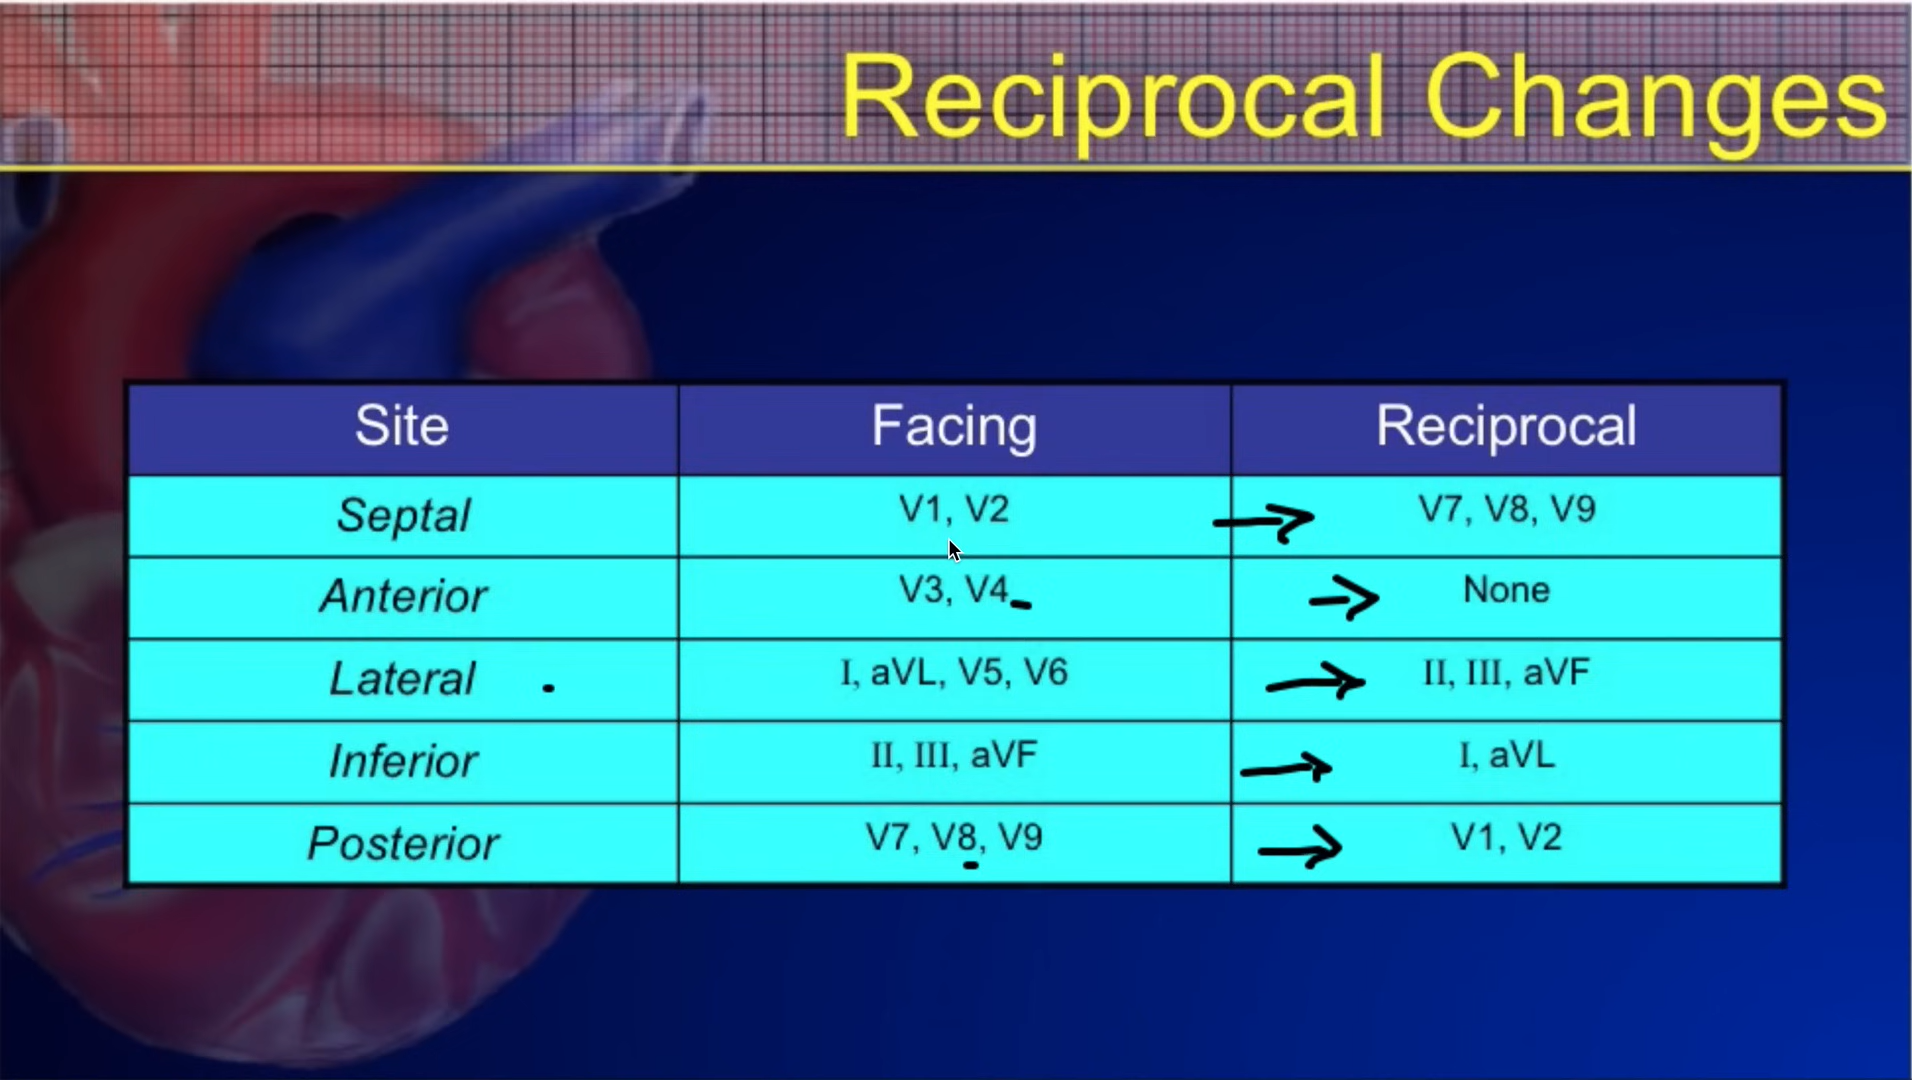 Reciprocal Changes
Site Facing Reciprocal
Septal V1, V2 V7, V8, V9
Anterior V3, V4 None
Lateral I, aVL, V5, V6 II, III, aVF
Inferior II, III, aVF I, aVL
Posterior V7, V8, V9 V1, V2